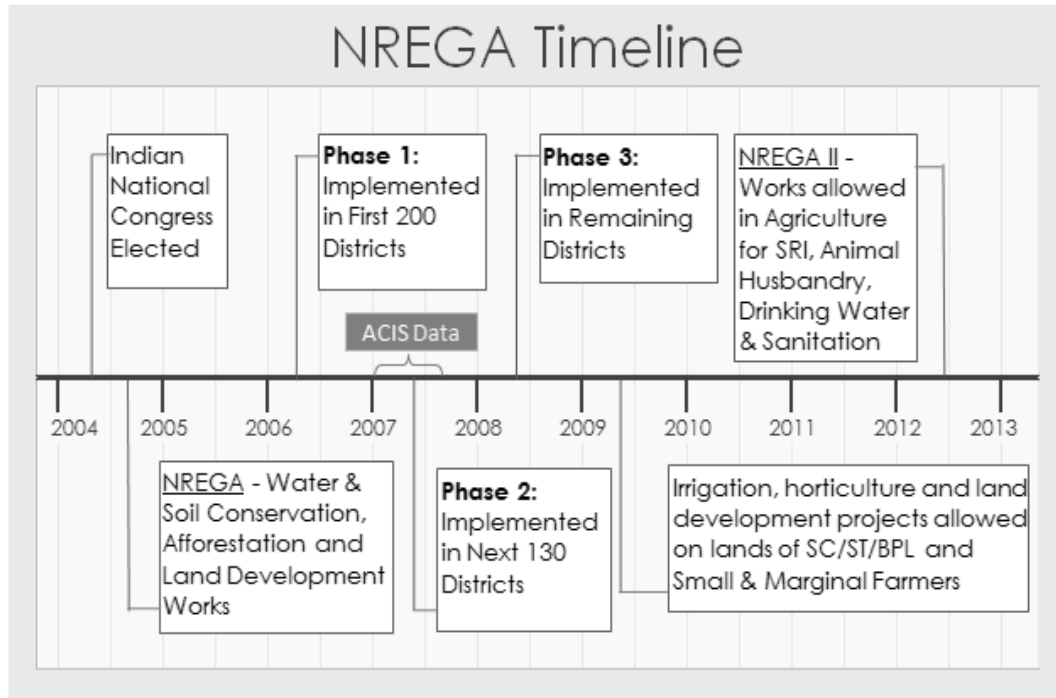 NREGA Timeline
Indian
National
Congress
Elected
Phase 1:
Implemented
in First 200
Districts
Phase 3:
Implemented
in Remaining
Districts
NREGA II -
Works allowed
in Agriculture
for SRI, Animal
Husbandry,
Drinking Water
& Sanitation
ACIS Data
2004 2005 2006 2007 2008 2009 2010 2011 2012 2013
NREGA - Water &
Soil Conservation,
Afforestation and
Land Development
Works
Phase 2:
Implemented
in Next 130
Districts
Irrigation, horticulture and land
development projects allowed
on lands of SC/ST/BPL and
Small & Marginal Farmers